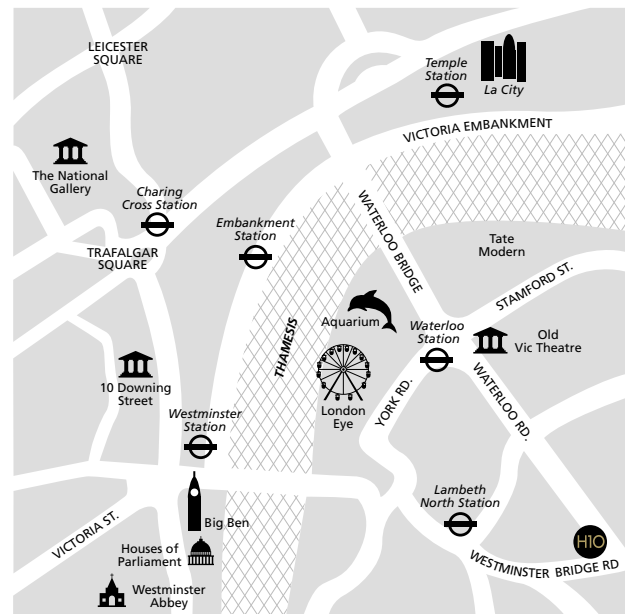 LEICESTER
SQUARE
Temple
Station
La City
VICTORIA EMBANKMENT
The National
Gallery
Charing
Cross Station
Embankment
Station
WATERLOO BRIDGE
Tate
Modern
TRAFALGAR
SQUARE
STAMFORD ST.
THAMESIS
Aquarium
Waterloo
Station
Old
Vic Theatre
10 Downing
Street
London
Eye
YORK RD.
WATERLOO RD.
Westminster
Station
Lambeth
North Station
Big Ben
VICTORIA ST.
H10
Houses of
Parliament
WESTMINSTER BRIDGE RD
Westminster
Abbey